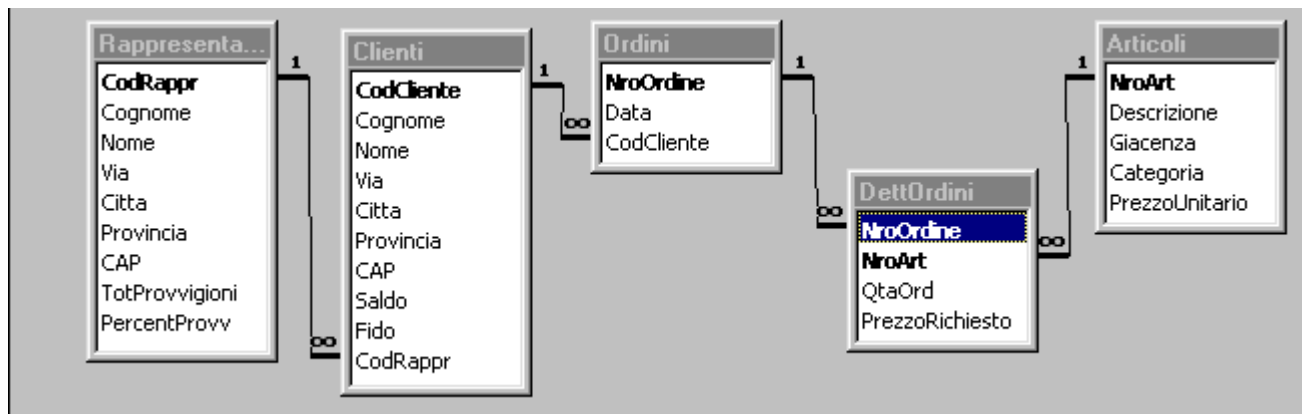 Rappresenta...
CodRappr
Cognome
Nome
Via
Citta
Provincia
CAP
TotProvvigioni
PercentProvv
1
∞
Clienti
CodCliente
Cognome
Nome
Via
Citta
Provincia
CAP
Saldo
Fido
CodRappr
1
∞
Ordini
NroOrdine
Data
CodCliente
1
∞
DettOrdini
NroOrdine
NroArt
QtaOrd
PrezzoRichiesto
1
∞
Articoli
NroArt
Descrizione
Giacenza
Categoria
PrezzoUnitario